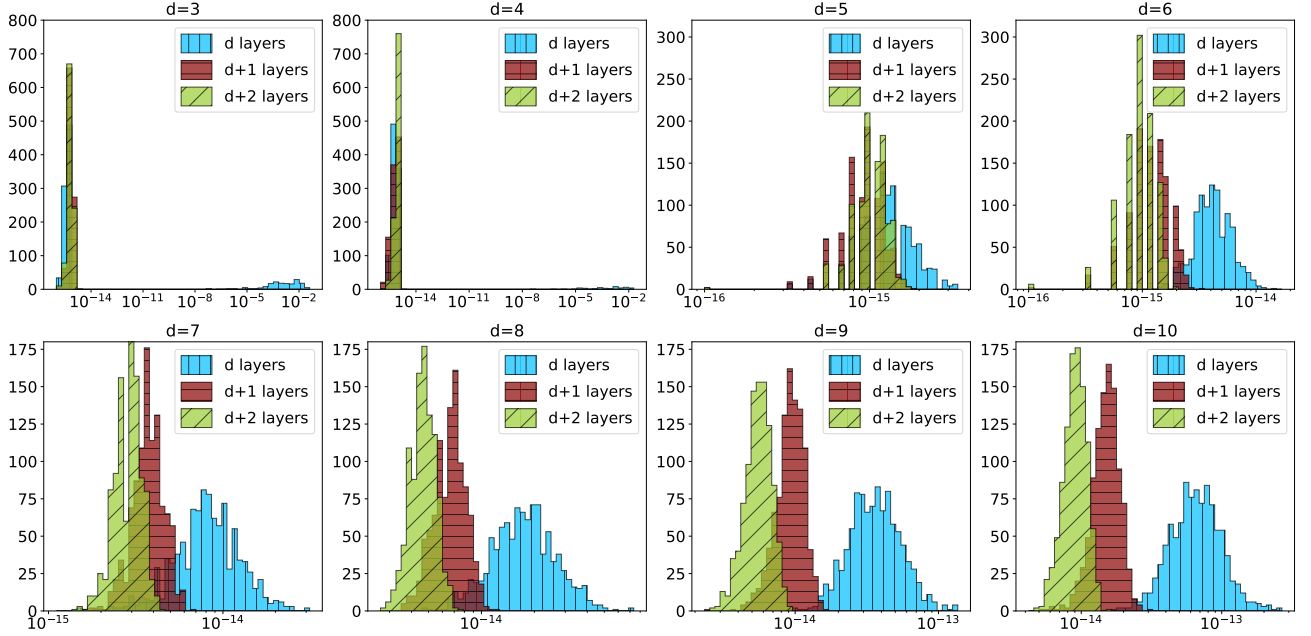 d=3
800
700
600
500
400
300
200
100
0
10⁻¹⁴
10⁻¹¹
10⁻⁸
10⁻⁵
10⁻²
d layers
d+1 layers
d+2 layers
d=4
800
700
600
500
400
300
200
100
0
10⁻¹⁴
10⁻¹¹
10⁻⁸
10⁻⁵
10⁻²
d layers
d+1 layers
d+2 layers
d=5
300
250
200
150
100
50
0
10⁻¹⁶
10⁻¹⁵
d layers
d+1 layers
d+2 layers
d=6
300
250
200
150
100
50
0
10⁻¹⁶
10⁻¹⁵
10⁻¹⁴
d layers
d+1 layers
d+2 layers
d=7
175
150
125
100
75
50
25
0
10⁻¹⁵
10⁻¹⁴
d layers
d+1 layers
d+2 layers
d=8
175
150
125
100
75
50
25
0
10⁻¹⁴
d layers
d+1 layers
d+2 layers
d=9
175
150
125
100
75
50
25
0
10⁻¹⁴
10⁻¹³
d layers
d+1 layers
d+2 layers
d=10
175
150
125
100
75
50
25
0
10⁻¹⁴
10⁻¹³
d layers
d+1 layers
d+2 layers